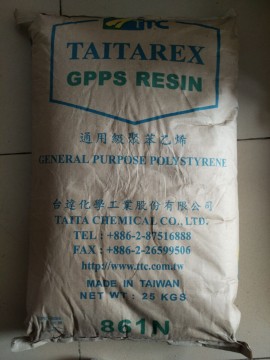 TTC
TAITAREX
GPPS RESIN
通用級聚苯乙烯
GENERAL PURPOSE POLYSTYRENE
台達化學工業股份有限公司
TAITA CHEMICAL CO., LTD.
TEL : +886-2-87516888
FAX : +886-2-26599506
http://www.ttc.com.tw
MADE IN TAIWAN
NET WT : 25 KGS
861N